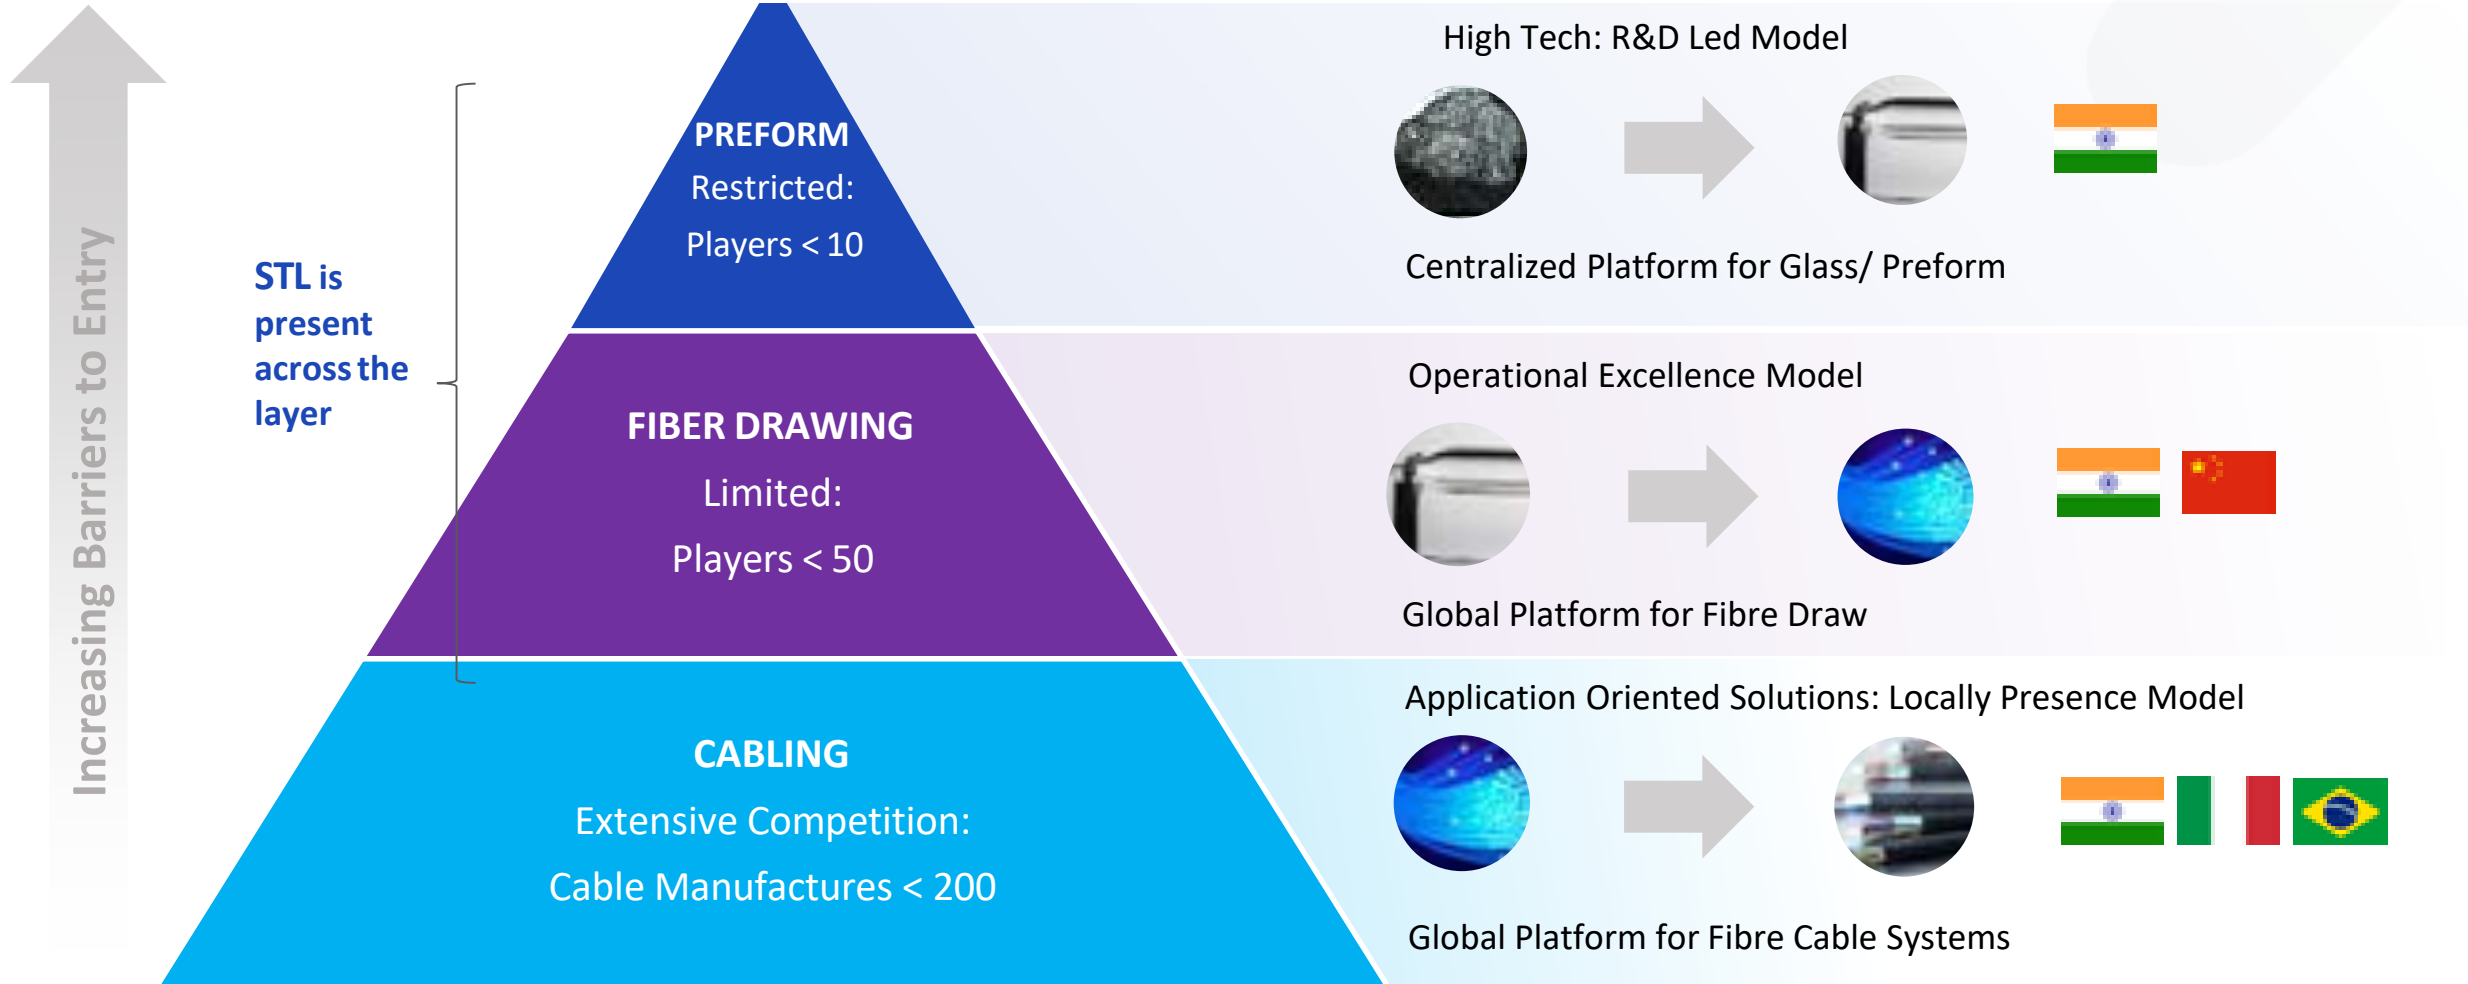 Increasing Barriers to Entry
STL is
present
across the
layer
PREFORM
Restricted:
Players < 10
High Tech: R&D Led Model
Centralized Platform for Glass/ Preform
FIBER DRAWING
Limited:
Players < 50
Operational Excellence Model
Global Platform for Fibre Draw
CABLING
Extensive Competition:
Cable Manufactures < 200
Application Oriented Solutions: Locally Presence Model
Global Platform for Fibre Cable Systems